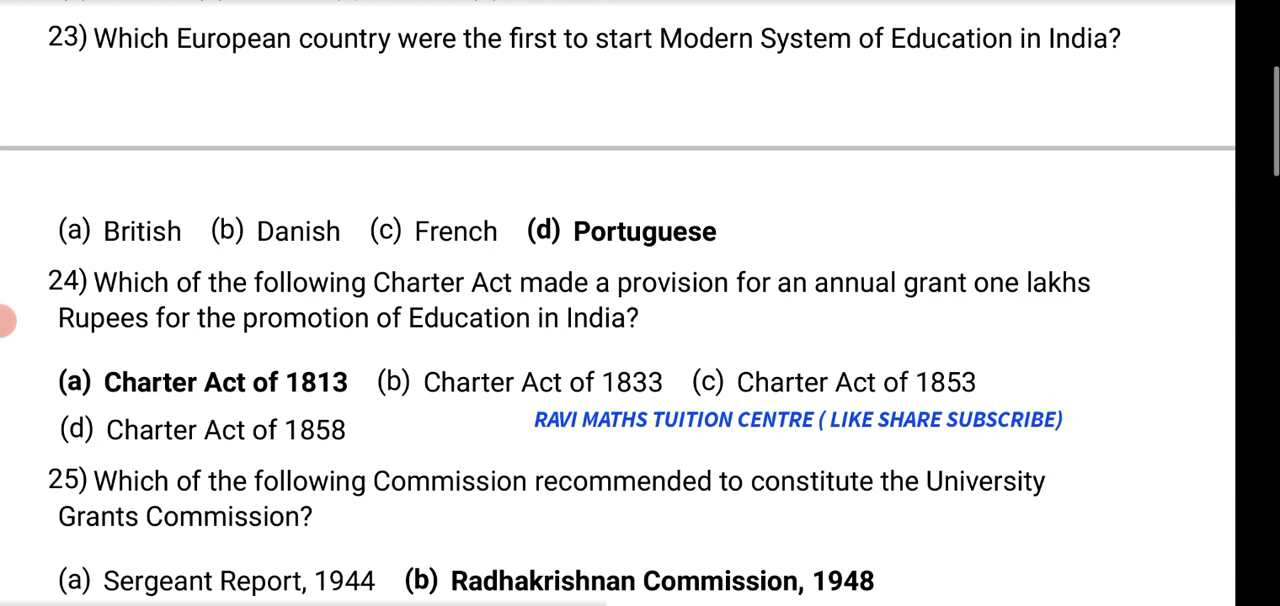 23) Which European country were the first to start Modern System of Education in India?
(a) British (b) Danish (c) French (d) Portuguese
24) Which of the following Charter Act made a provision for an annual grant one lakhs
Rupees for the promotion of Education in India?
(a) Charter Act of 1813 (b) Charter Act of 1833 (c) Charter Act of 1853
(d) Charter Act of 1858
RAVI MATHS TUITION CENTRE ( LIKE SHARE SUBSCRIBE)
25) Which of the following Commission recommended to constitute the University
Grants Commission?
(a) Sergeant Report, 1944 (b) Radhakrishnan Commission, 1948